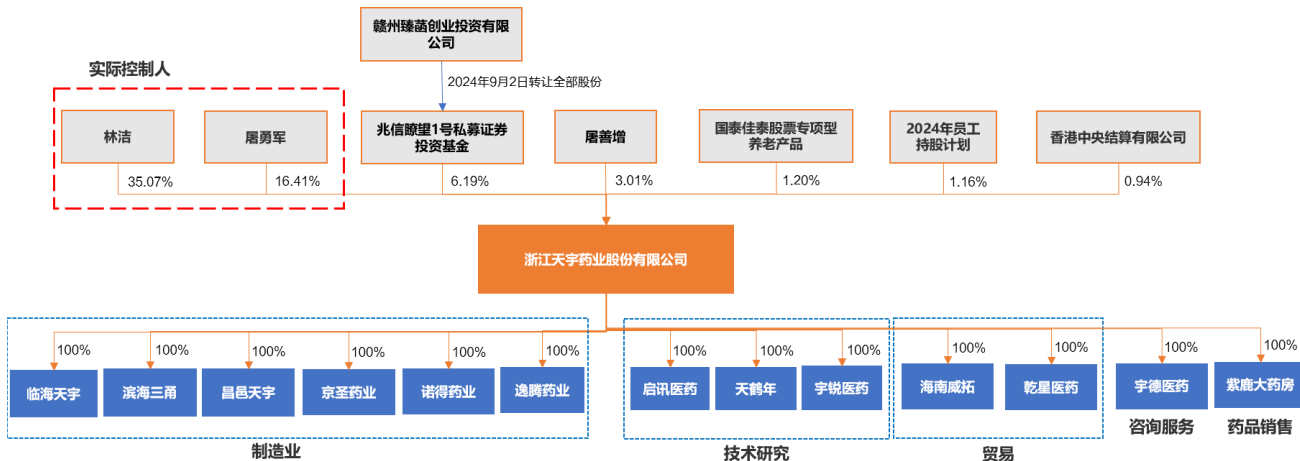 赣州臻菡创业投资有限
公司
实际控制人
2024年9月2日转让全部股份
林洁
屠勇军
兆信瞭望1号私募证券
投资基金
屠善增
国泰佳泰股票专项型
养老产品
2024年员工
持股计划
香港中央结算有限公司
35.07%
16.41%
6.19%
3.01%
1.20%
1.16%
0.94%
浙江天宇药业股份有限公司
100%
100%
100%
100%
100%
100%
100%
100%
100%
100%
100%
100%
100%
临海天宇
滨海三甬
昌邑天宇
京圣药业
诺得药业
逸腾药业
启讯医药
天鹤年
宇锐医药
海南威拓
乾星医药
宇德医药
紫鹿大药房
制造业
技术研究
贸易
咨询服务
药品销售